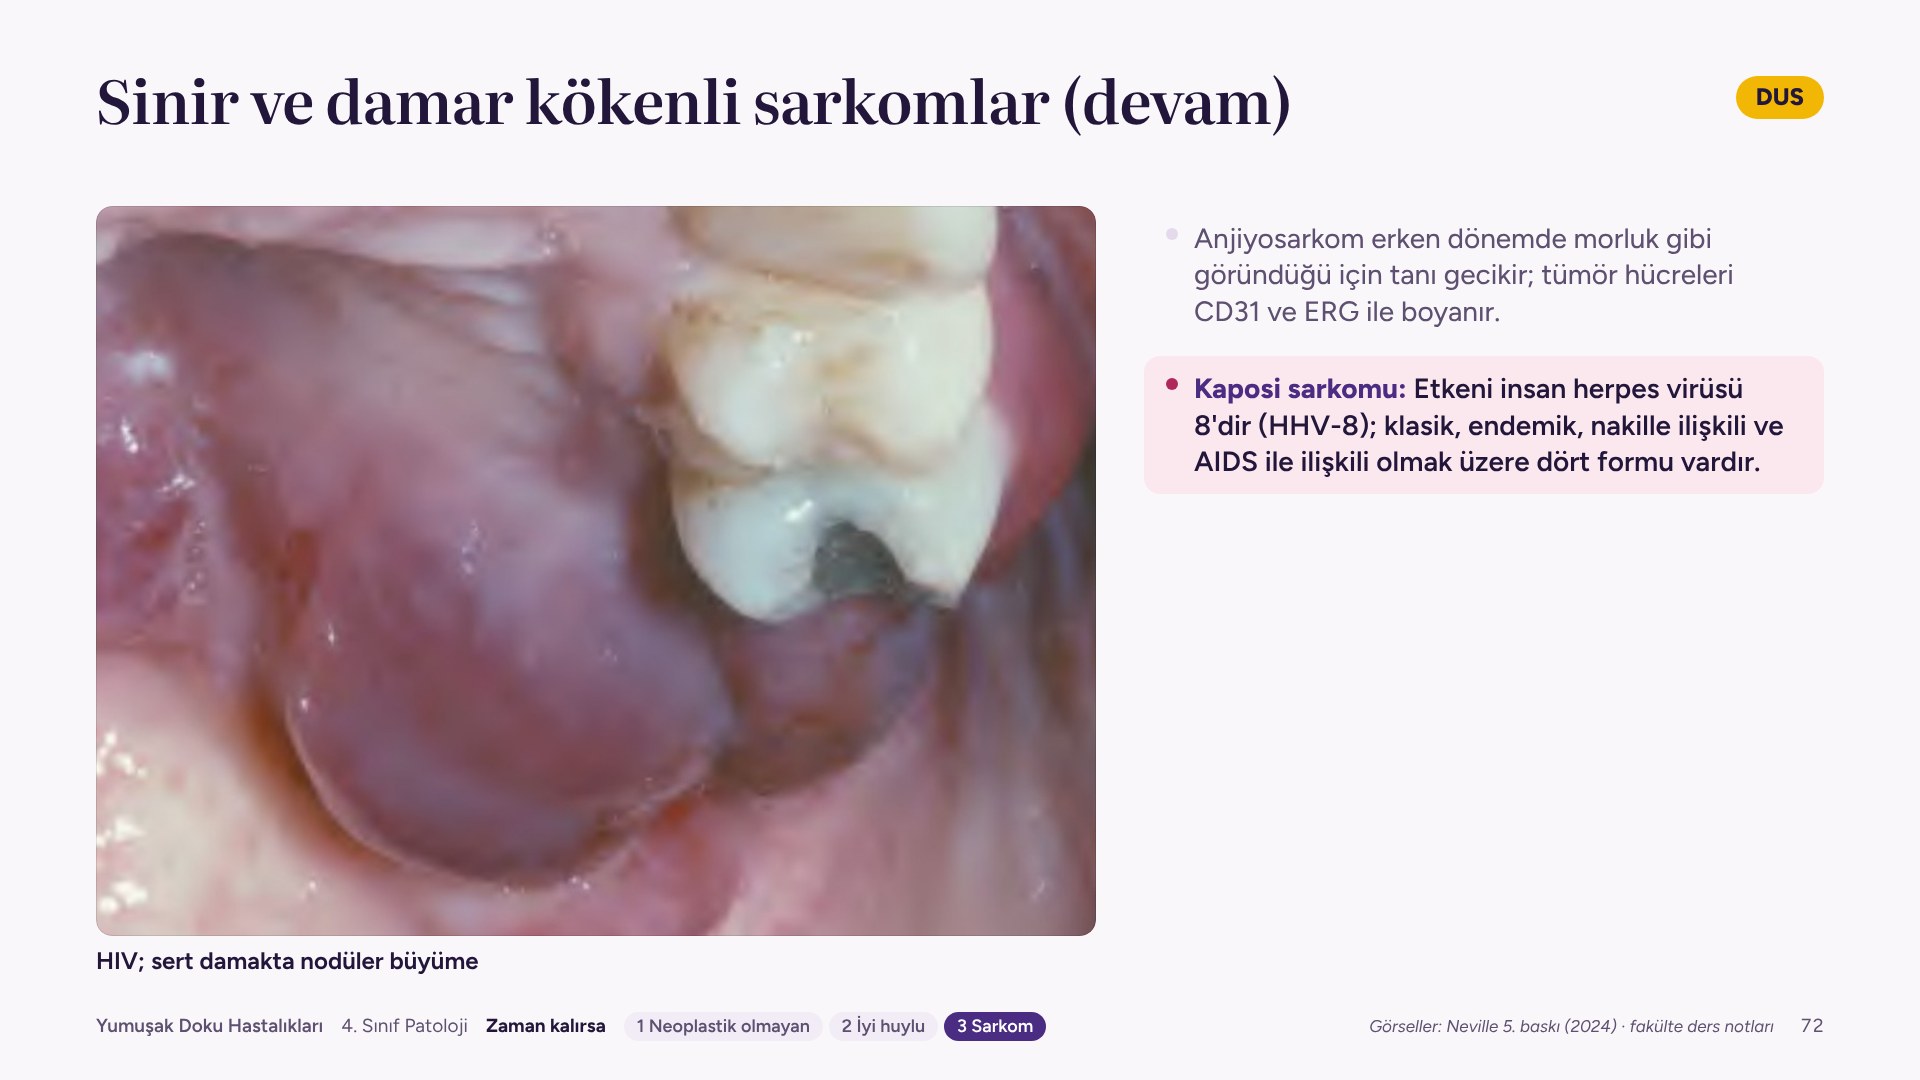 Sinir ve damar kökenli sarkomlar (devam)
DUS
Anjiyosarkom erken dönemde morluk gibi
göründüğü için tanı gecikir; tümör hücreleri
CD31 ve ERG ile boyanır.
Kaposi sarkomu: Etkeni insan herpes virüsü
8'dir (HHV-8); klasik, endemik, nakille ilişkili ve
AIDS ile ilişkili olmak üzere dört formu vardır.
HIV; sert damakta nodüler büyüme
Yumuşak Doku Hastalıkları 4. Sınıf Patoloji Zaman kalırsa 1 Neoplastik olmayan 2 İyi huylu 3 Sarkom Görseller: Neville 5. baskı (2024) · fakülte ders notları 72